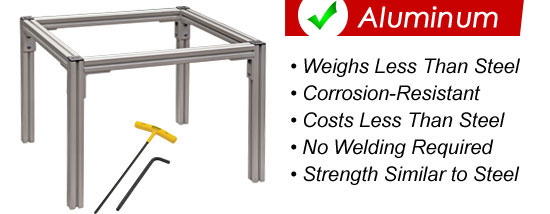 Aluminum
• Weighs Less Than Steel
• Corrosion-Resistant
• Costs Less Than Steel
• No Welding Required
• Strength Similar to Steel